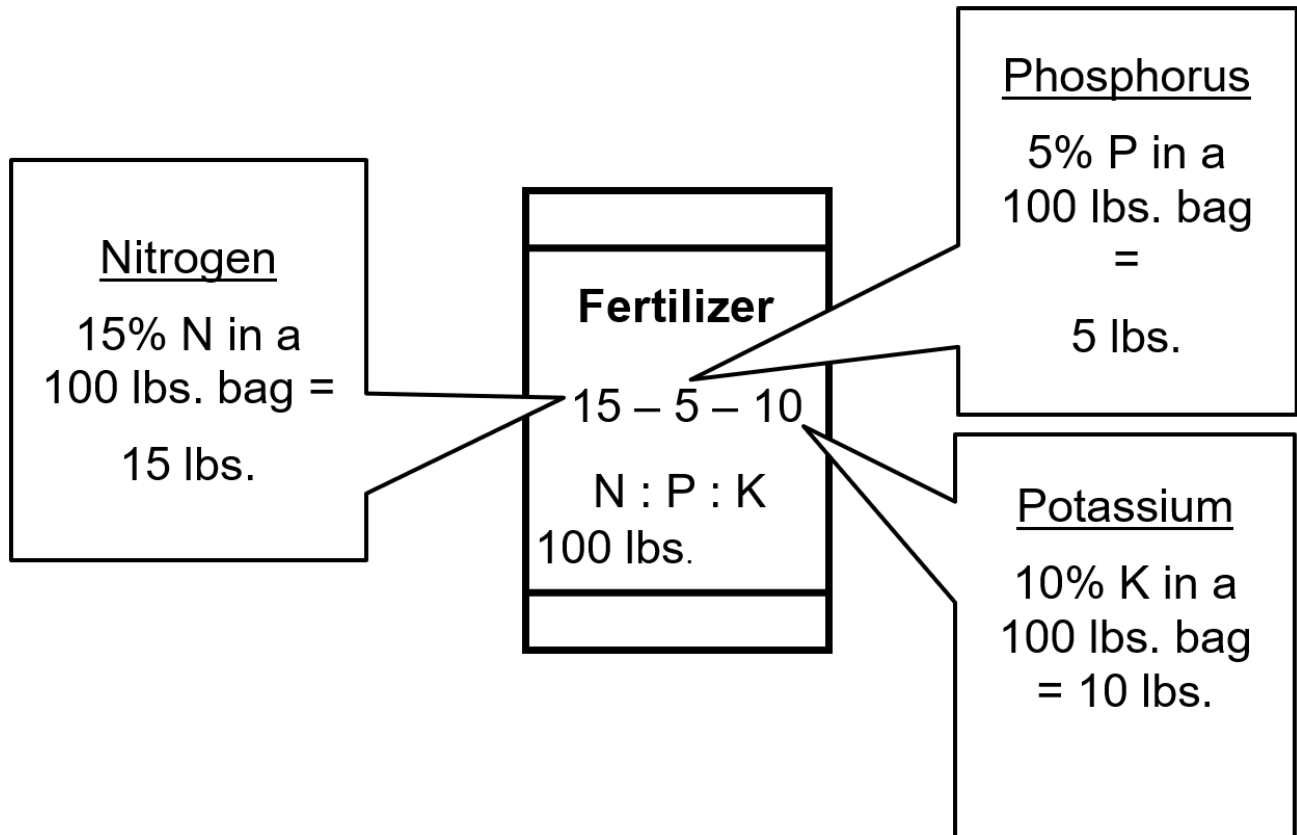 Nitrogen
15% N in a
100 lbs. bag =
15 lbs.
Fertilizer
15 – 5 – 10
N : P : K
100 lbs.
Phosphorus
5% P in a
100 lbs. bag
=
5 lbs.
Potassium
10% K in a
100 lbs. bag
= 10 lbs.